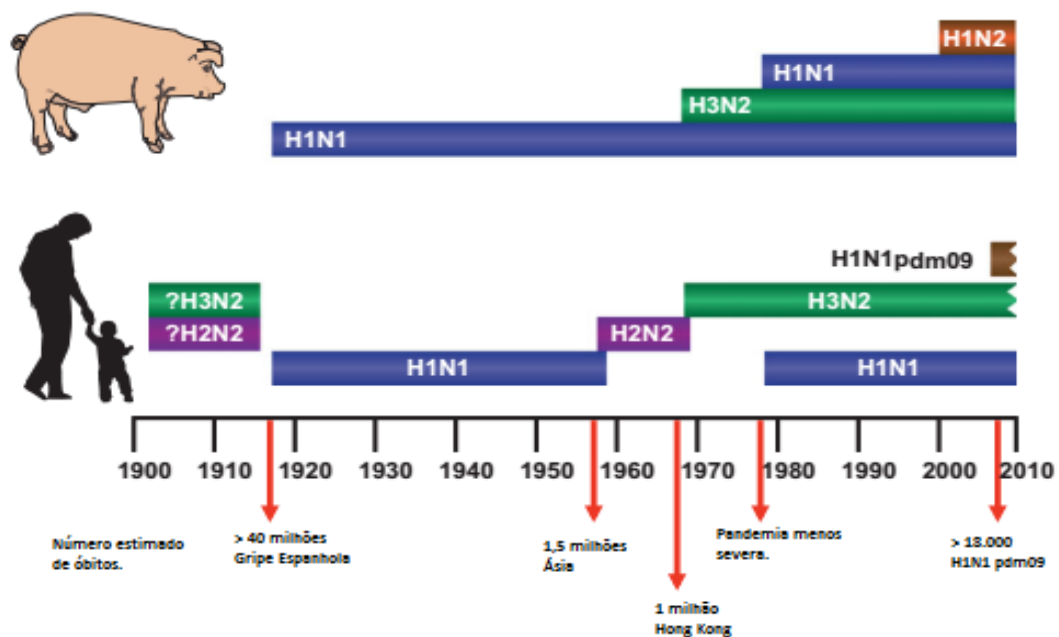 H1N2
H1N1
H3N2
H1N1
H1N1pdm09
?H3N2
H3N2
?H2N2
H2N2
H1N1
H1N1
1900 1910 1920 1930 1940 1950 1960 1970 1980 1990 2000 2010
Número estimado
de óbitos.
> 40 milhões
Gripe Espanhola
1,5 milhões
Ásia
1 milhão
Hong Kong
Pandemia menos
severa.
> 18.000
H1N1 pdm09